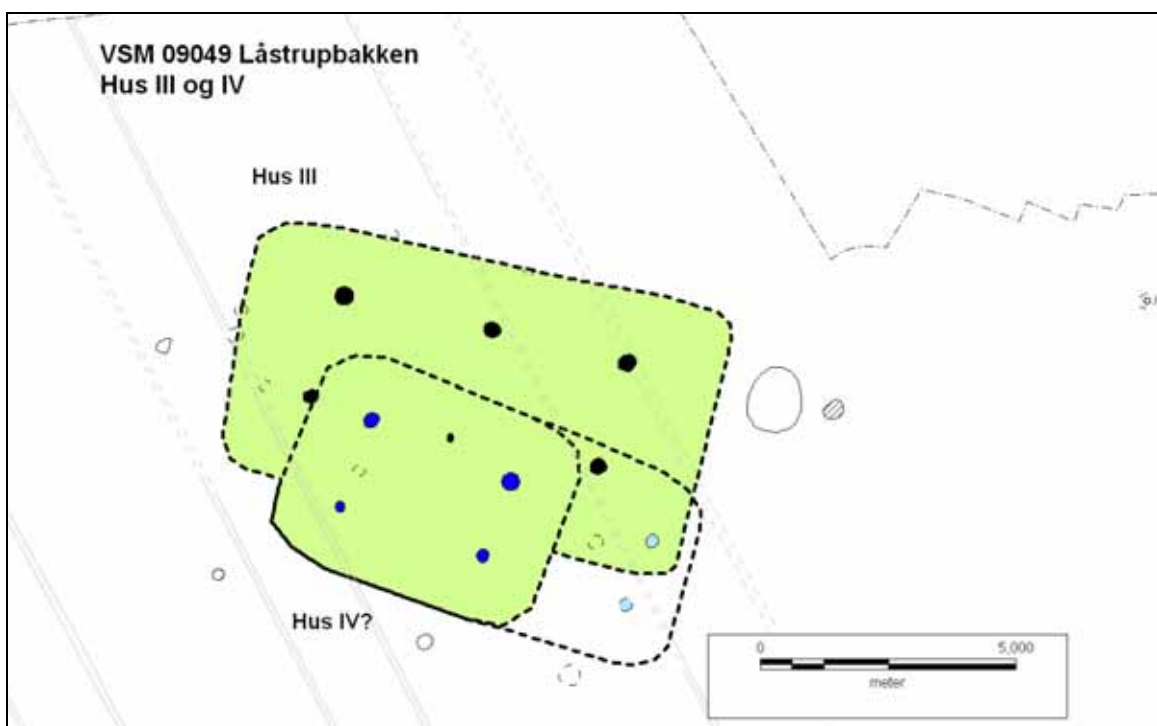 VSM 09049 Låstrupbakken
Hus III og IV
Hus III
Hus IV?
0 5,000
meter